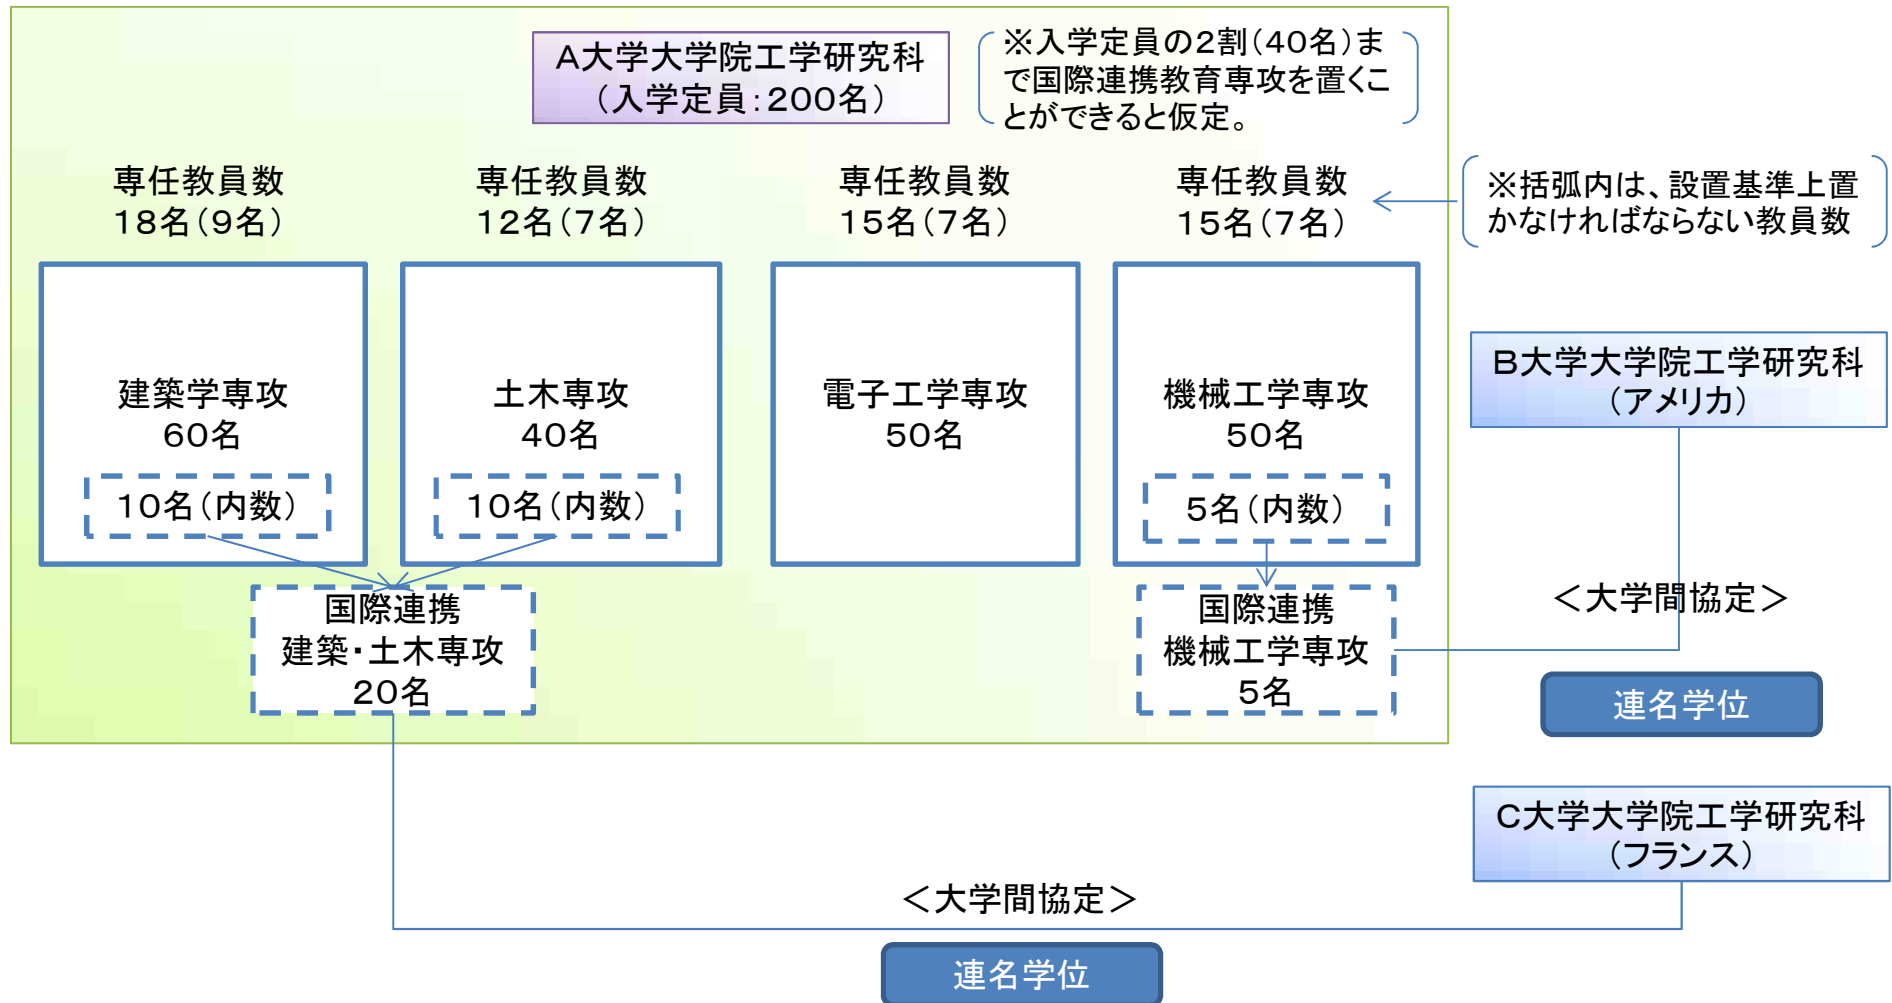 A大学大学院工学研究科
（入学定員：200名）
※入学定員の2割(40名)ま
で国際連携教育専攻を置くこ
とができると仮定。
専任教員数
18名(9名)
専任教員数
12名(7名)
専任教員数
15名(7名)
専任教員数
15名(7名)
※括弧内は、設置基準上置
かなければならない教員数
建築学専攻
60名
10名(内数)
土木専攻
40名
10名(内数)
電子工学専攻
50名
機械工学専攻
50名
5名(内数)
B大学大学院工学研究科
（アメリカ）
国際連携
建築・土木専攻
20名
国際連携
機械工学専攻
5名
＜大学間協定＞
連名学位
C大学大学院工学研究科
（フランス）
＜大学間協定＞
連名学位